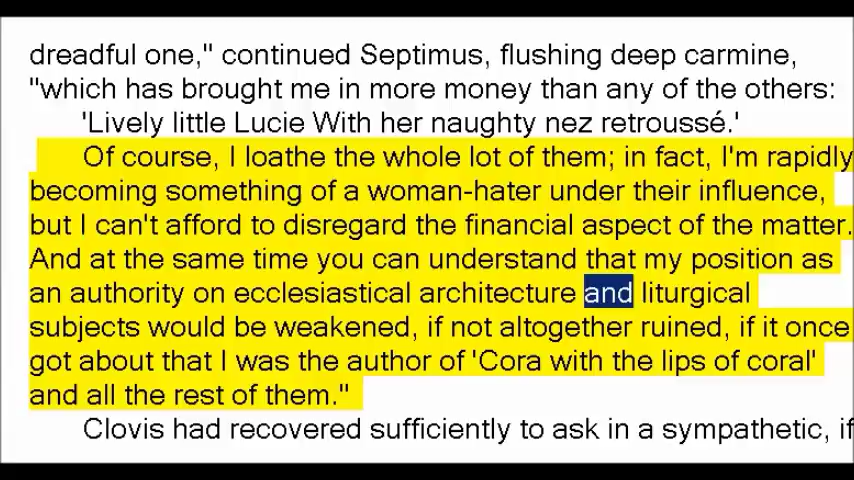 dreadful one," continued Septimus, flushing deep carmine,
"which has brought me in more money than any of the others:
'Lively little Lucie With her naughty nez retroussé.'
Of course, I loathe the whole lot of them; in fact, I'm rapidly
becoming something of a woman-hater under their influence,
but I can't afford to disregard the financial aspect of the matter.
And at the same time you can understand that my position as
an authority on ecclesiastical architecture and liturgical
subjects would be weakened, if not altogether ruined, if it once
got about that I was the author of 'Cora with the lips of coral'
and all the rest of them."
Clovis had recovered sufficiently to ask in a sympathetic, if